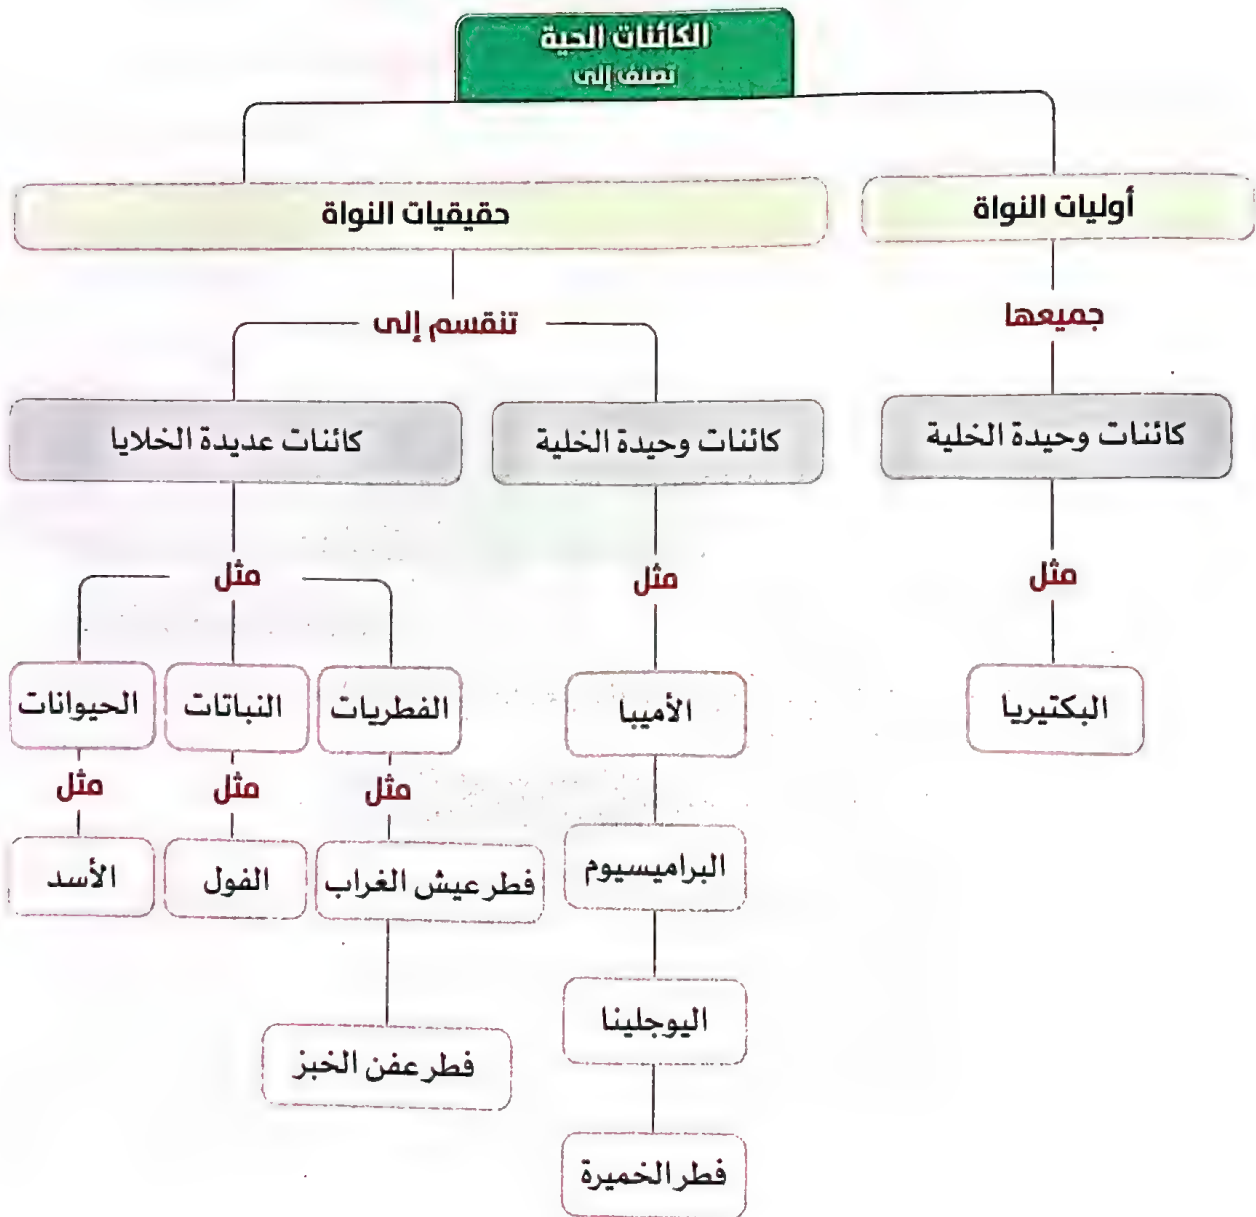 الكائنات الحية
تصنف إلى
أوليات النواة
حقيقيات النواة
جميعها
تنقسم إلى
كائنات وحيدة الخلية
كائنات وحيدة الخلية
كائنات عديدة الخلايا
مثل
مثل
مثل
البكتيريا
الأميبا
الفطريات
النباتات
الحيوانات
مثل
مثل
مثل
البراميسيوم
فطر عيش الغراب
الفول
الأسد
اليوجلينا
فطر عفن الخبز
فطر الخميرة